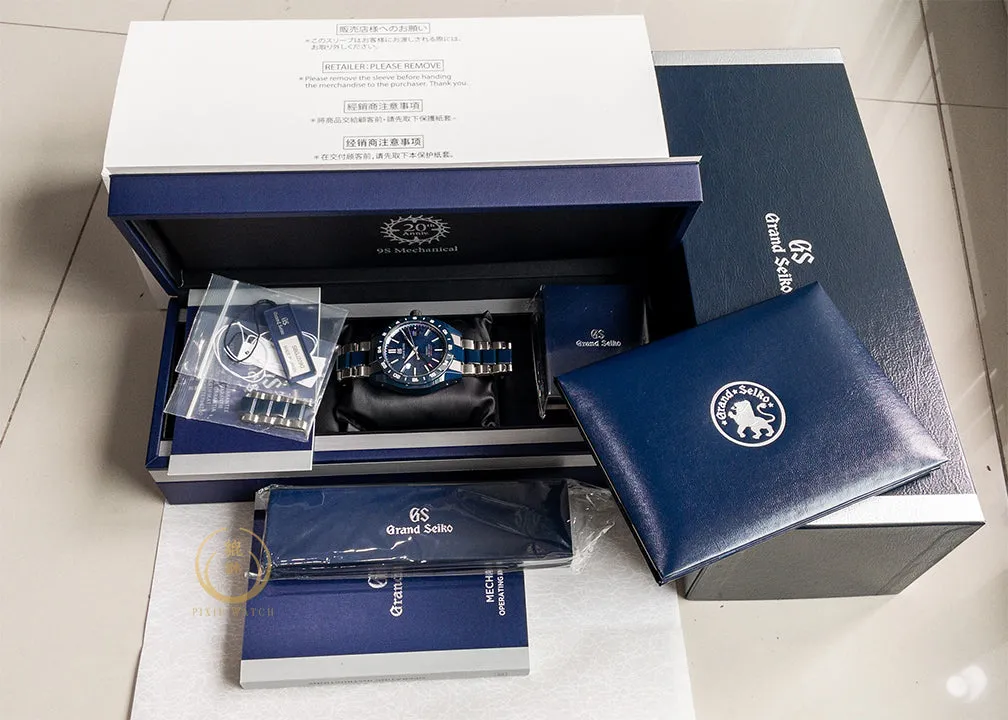 販売店様へのお願い
＊このスリーブはお客様にお渡しされる際には、
お取り外しください。
RETAILER：PLEASE REMOVE
＊Please remove the sleeve before handing
the merchandise to the purchaser. Thank you.
經銷商注意事項
＊將商品交給顧客前，請先取下保護紙套。
经销商注意事项
＊在交付顾客前，请先取下本保护纸套。
20th
Anniv.
9S Mechanical
GS
Grand Seiko
GS
Grand Seiko
GS
Grand Seiko
GS
Grand Seiko
GS
Grand Seiko
MECH
OPERATING
PIXIU WATCH